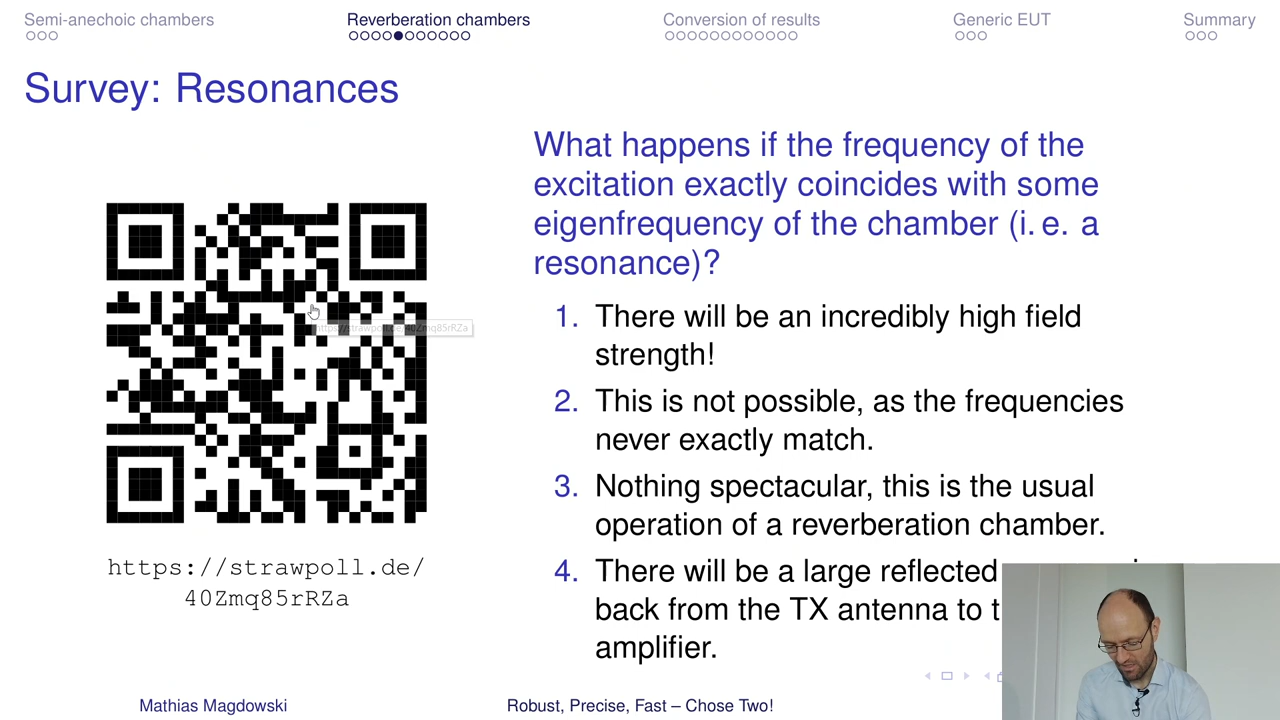 Semi-anechoic chambers
Reverberation chambers
Conversion of results
Generic EUT
Summary
Survey: Resonances
What happens if the frequency of the
excitation exactly coincides with some
eigenfrequency of the chamber (i. e. a
resonance)?
1. There will be an incredibly high field
strength!
2. This is not possible, as the frequencies
never exactly match.
3. Nothing spectacular, this is the usual
operation of a reverberation chamber.
4. There will be a large reflected
back from the TX antenna to
amplifier.
https://strawpoll.de/40Zmq85rRZa
https://strawpoll.de/
40Zmq85rRZa
Mathias Magdowski
Robust, Precise, Fast – Chose Two!